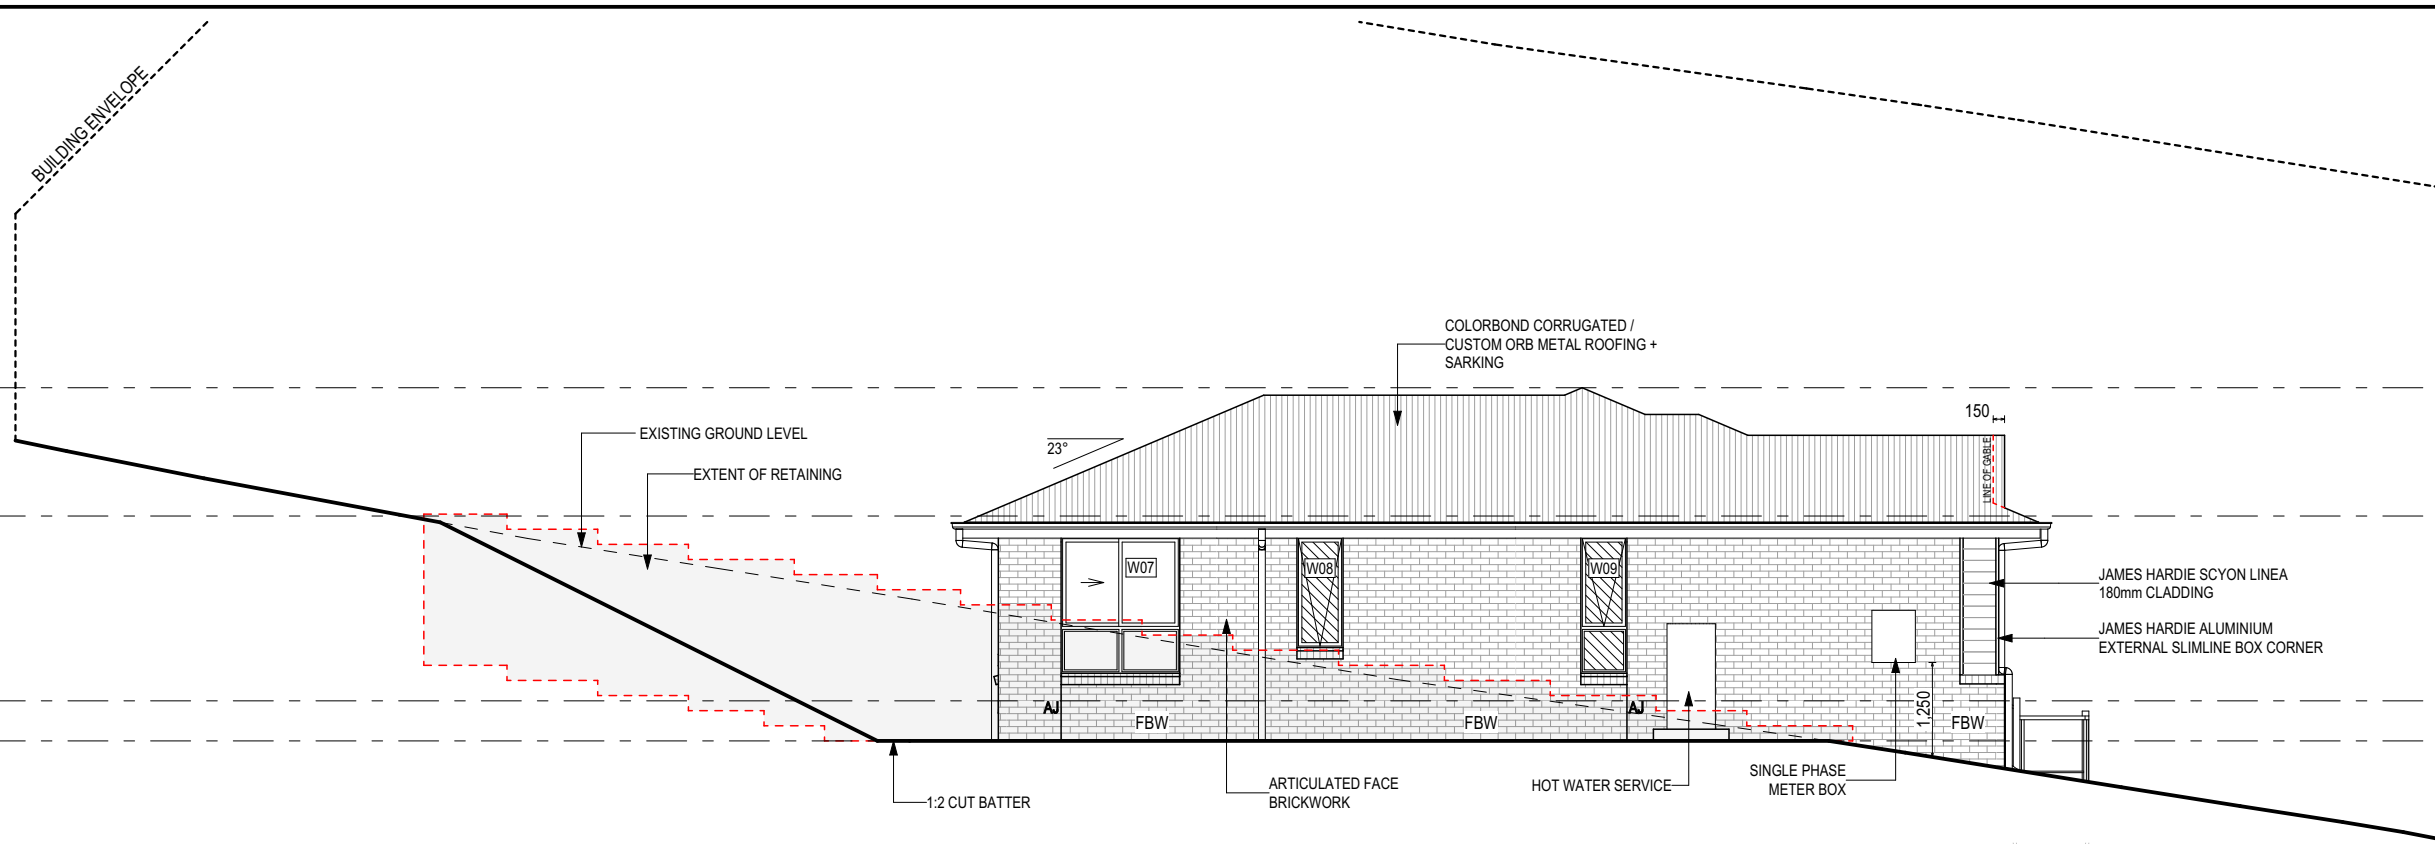 BUILDING ENVELOPE
COLORBOND CORRUGATED /
CUSTOM ORB METAL ROOFING +
SARKING
150
EXISTING GROUND LEVEL
23°
LINE OF GABLE
EXTENT OF RETAINING
W07
W08
W09
JAMES HARDIE SCYON LINEA
180mm CLADDING
JAMES HARDIE ALUMINIUM
EXTERNAL SLIMLINE BOX CORNER
AJ
AJ
1,250
FBW
FBW
FBW
1:2 CUT BATTER
ARTICULATED FACE
BRICKWORK
HOT WATER SERVICE
SINGLE PHASE
METER BOX